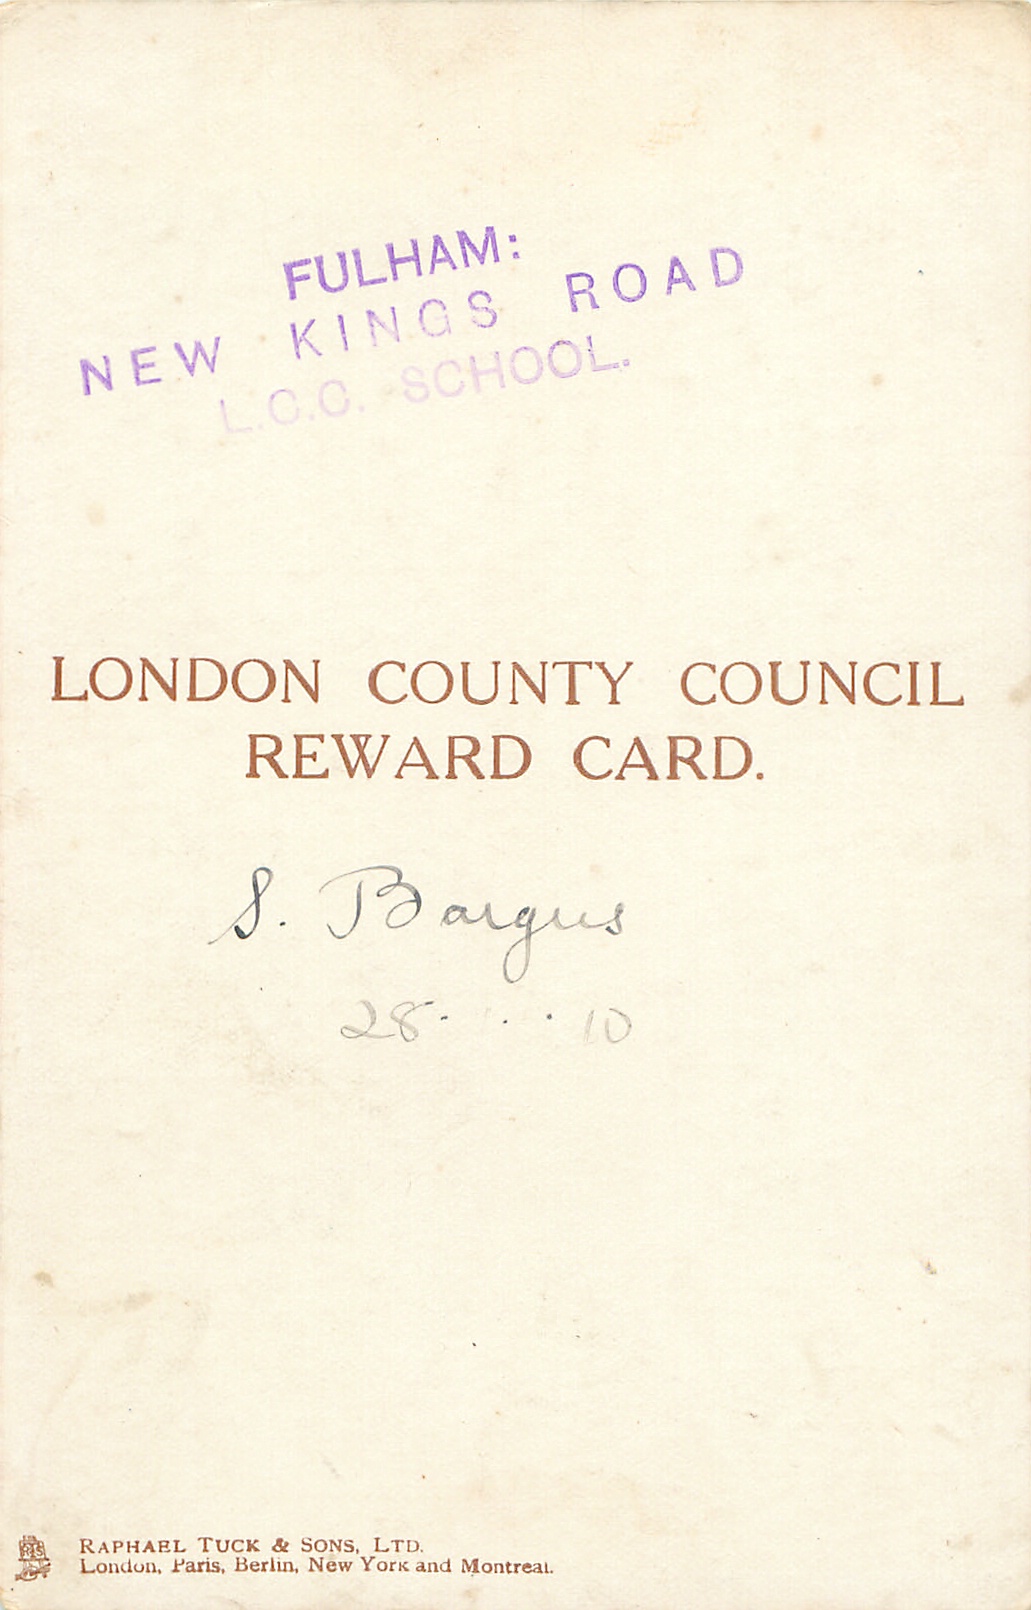 FULHAM:
NEW KINGS ROAD
L.C.C. SCHOOL.
LONDON COUNTY COUNCIL
REWARD CARD.
S. Bargus
28. . . 10
RTS
RAPHAEL TUCK & SONS, LTD.
London, Paris, Berlin, New York and Montreal.